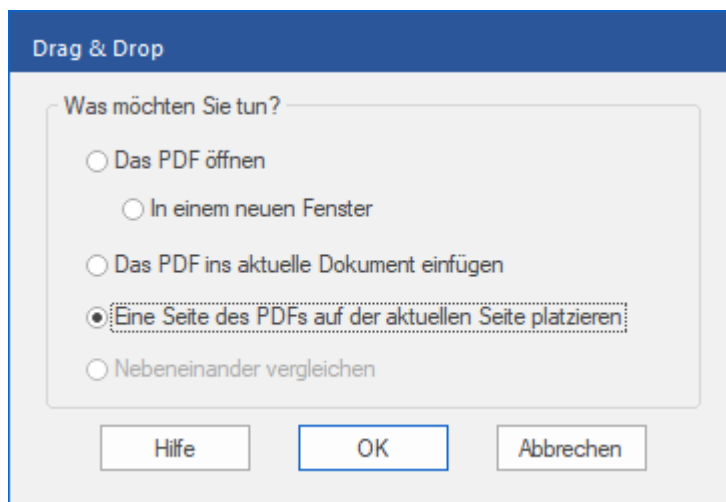 Drag & Drop
Was möchten Sie tun?
Das PDF öffnen
In einem neuen Fenster
Das PDF ins aktuelle Dokument einfügen
Eine Seite des PDFs auf der aktuellen Seite platzieren
Nebeneinander vergleichen
Hilfe
OK
Abbrechen